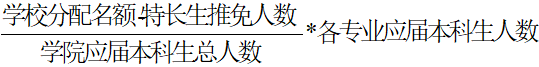 学校分配名额-特长生推免人数
学院应届本科生总人数
*各专业应届本科生人数